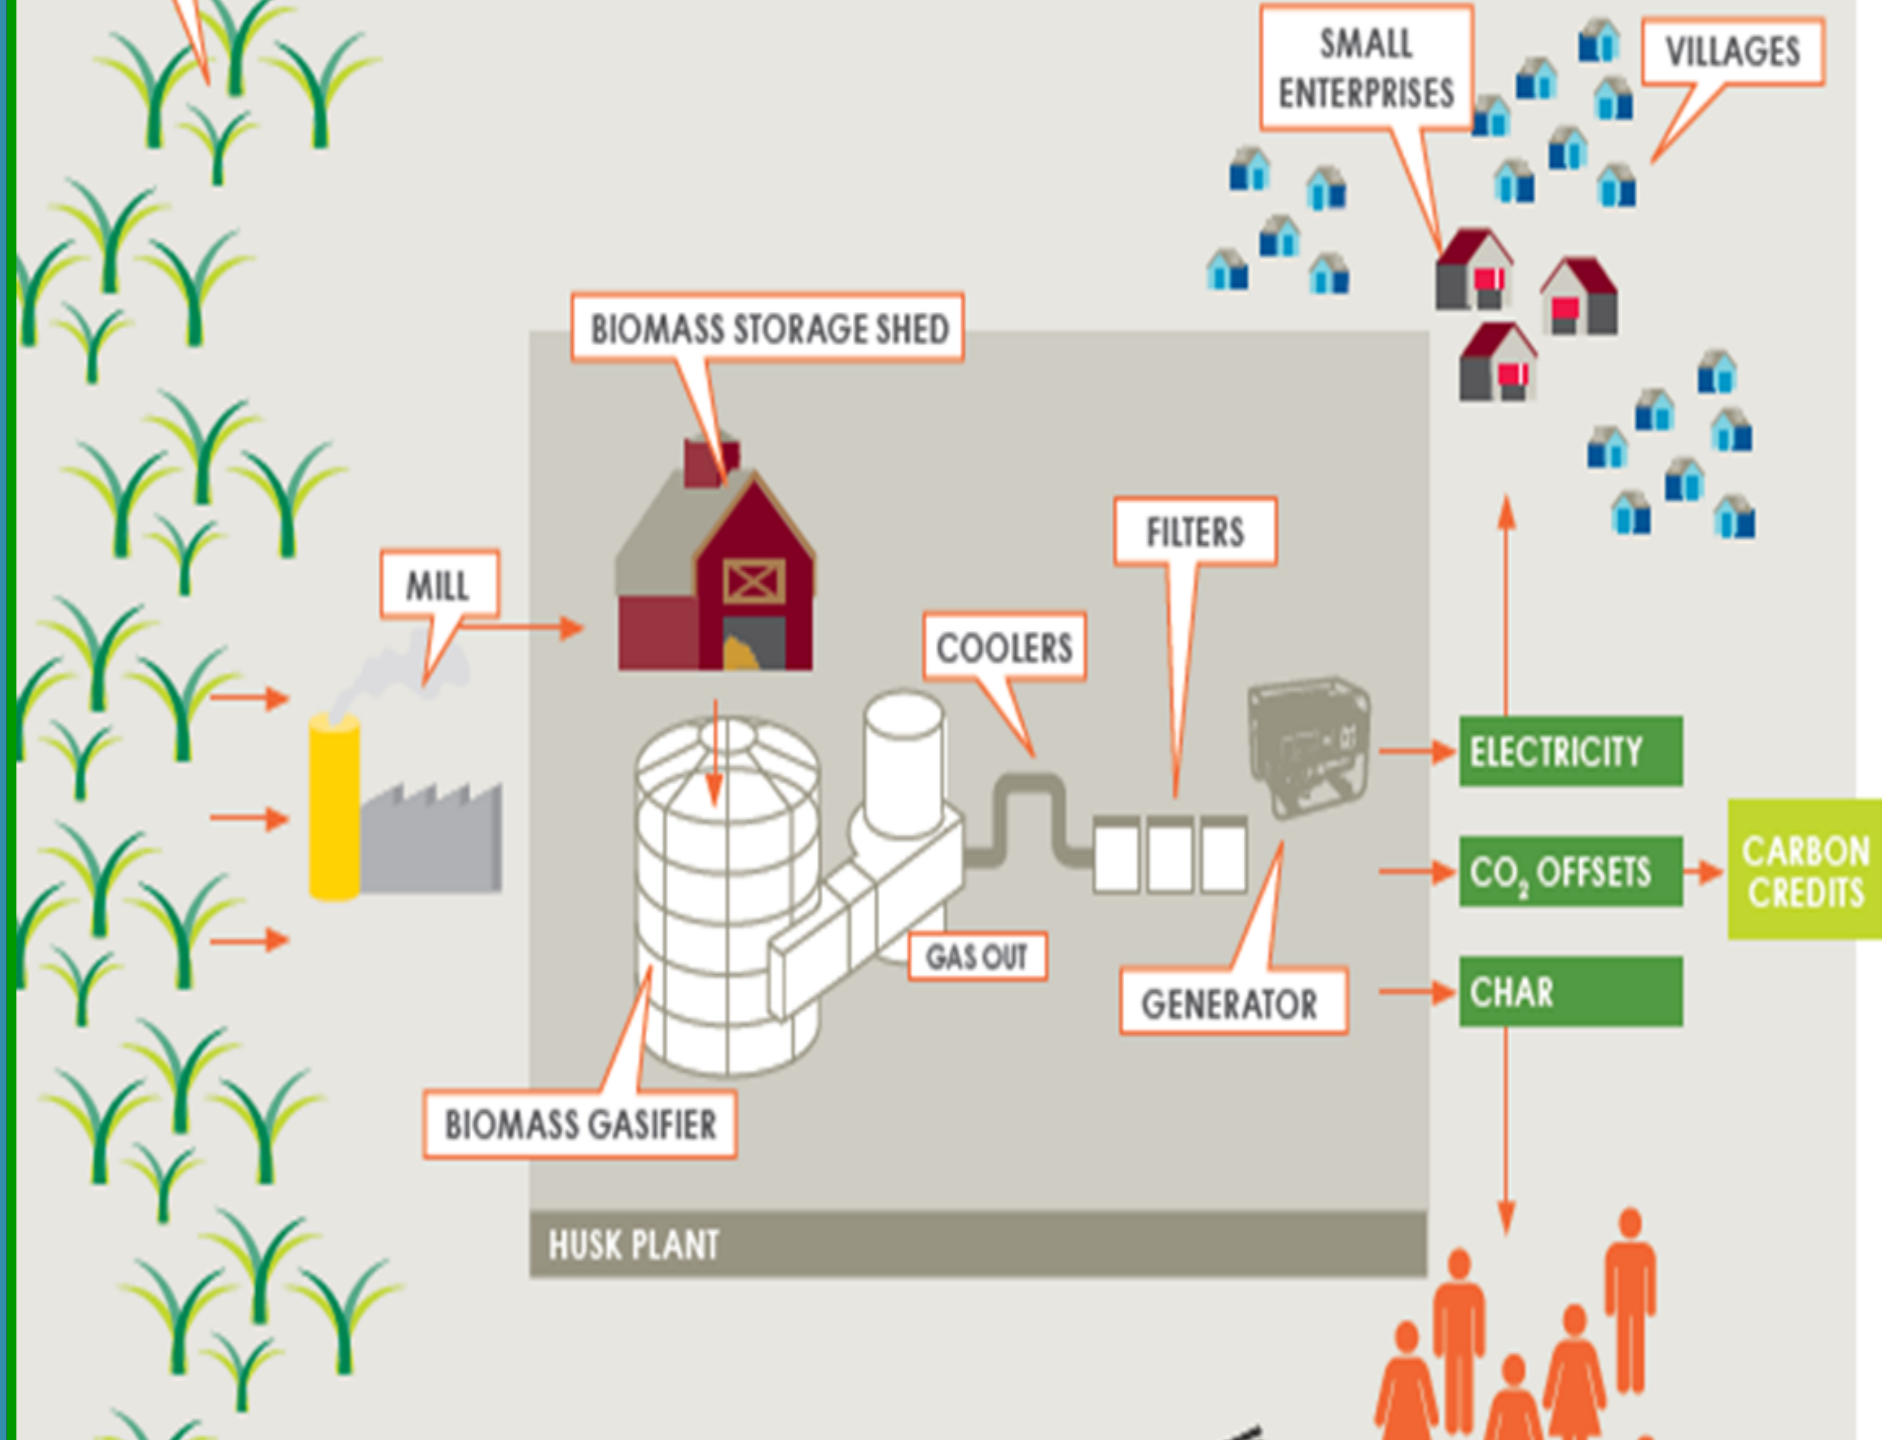 SMALL
ENTERPRISES
VILLAGES
BIOMASS STORAGE SHED
FILTERS
MILL
COOLERS
ELECTRICITY
CO₂ OFFSETS
CARBON
CREDITS
GAS OUT
CHAR
GENERATOR
BIOMASS GASIFIER
HUSK PLANT